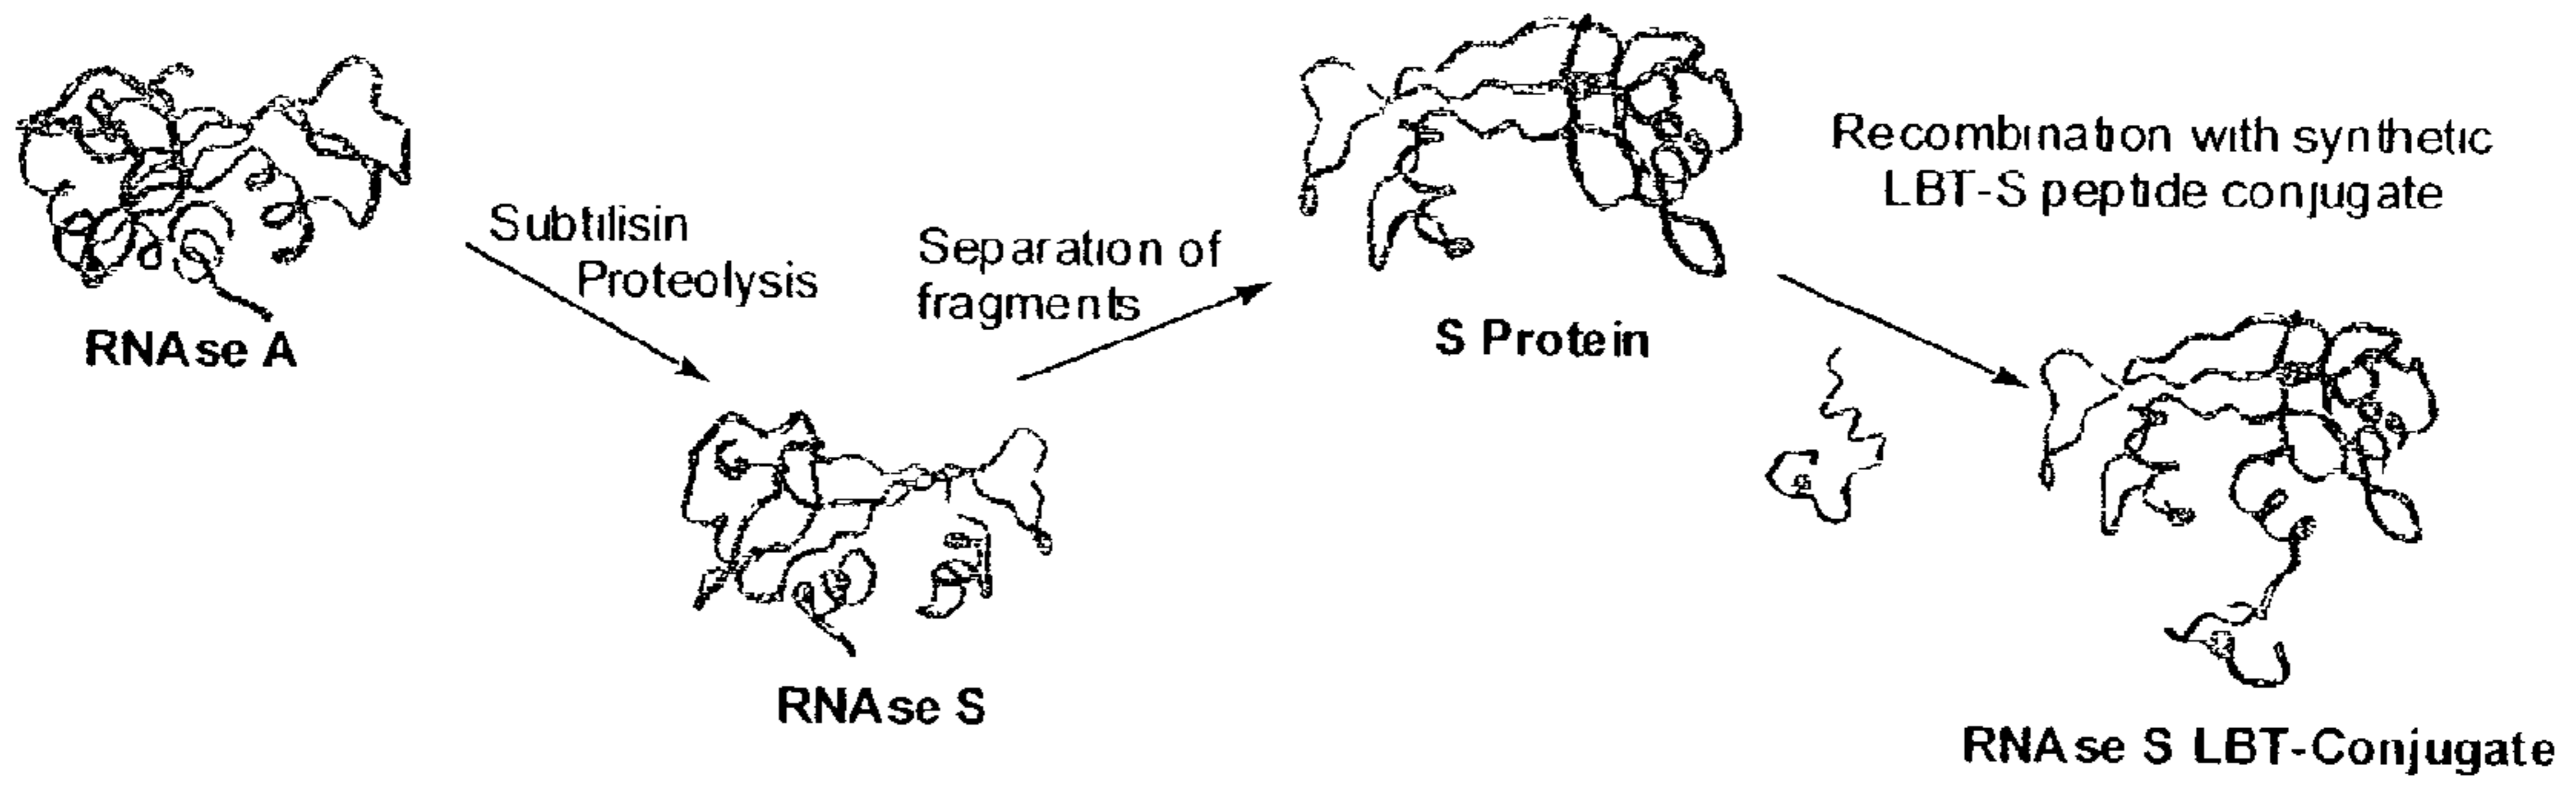 Subtilisin
Proteolysis
RNAse A
Separation of
fragments
RNAse S
S Protein
Recombination with synthetic
LBT-S peptide conjugate
RNAse S LBT-Conjugate